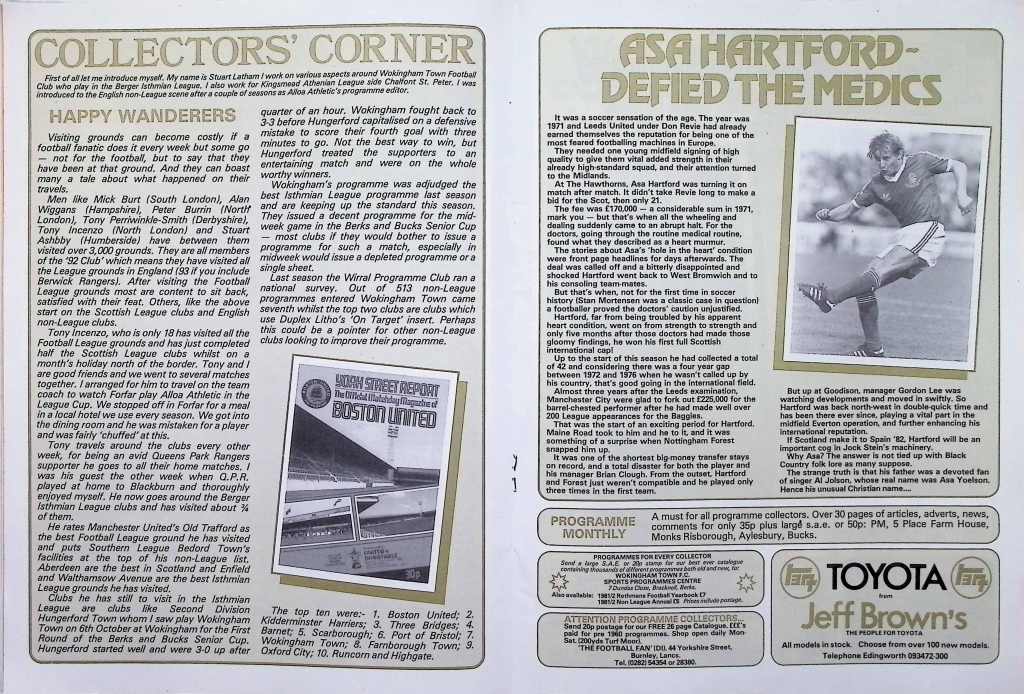 COLLECTORS' CORNER
First of all let me introduce myself. My name is Stuart Latham I work on various aspects around Wokingham Town Football
Club who play in the Berger Isthmian League. I also work for Kingsmead Athenian League side Chalfont St. Peter. I was
introduced to the English non-League scene after a couple of seasons as Alloa Athletic's programme editor.
HAPPY WANDERERS
Visiting grounds can become costly if a
football fanatic does it every week but some go
— not for the football, but to say that they
have been at that ground. And they can boast
many a tale about what happened on their
travels.
Men like Mick Burt (South London), Alan
Wiggans (Hampshire), Peter Burrin (North
London), Tony Perriwinkle-Smith (Derbyshire),
Tony Incenzo (North London) and Stuart
Ashbby (Humberside) have between them
visited over 3,000 grounds. They are all members
of the '92 Club' which means they have visited all
the League grounds in England (93 if you include
Berwick Rangers). After visiting the Football
League grounds most are content to sit back,
satisfied with their feat. Others, like the above
start on the Scottish League clubs and English
non-League clubs.
Tony Incenzo, who is only 18 has visited all the
Football League grounds and has just completed
half the Scottish League clubs whilst on a
month's holiday north of the border. Tony and I
are good friends and we went to several matches
together. I arranged for him to travel on the team
coach to watch Forfar play Alloa Athletic in the
League Cup. We stopped off in Forfar for a meal
in a local hotel we use every season. We got into
the dining room and he was mistaken for a player
and was fairly 'chuffed' at this.
Tony travels around the clubs every other
week, for being an avid Queens Park Rangers
supporter he goes to all their home matches. I
was his guest the other week when Q.P.R.
played at home to Blackburn and thoroughly
enjoyed myself. He now goes around the Berger
Isthmian League clubs and has visited about ¾
of them.
He rates Manchester United's Old Trafford as
the best Football League ground he has visited
and puts Southern League Bedord Town's
facilities at the top of his non-League list.
Aberdeen are the best in Scotland and Enfield
and Walthamsow Avenue are the best Isthmian
League grounds he has visited.
Clubs he has still to visit in the Isthmian
League are clubs like Second Division
Hungerford Town whom I saw play Wokingham
Town on 6th October at Wokingham for the First
Round of the Berks and Bucks Senior Cup.
Hungerford started well and were 3-0 up after
quarter of an hour. Wokingham fought back to
3-3 before Hungerford capitalised on a defensive
mistake to score their fourth goal with three
minutes to go. Not the best way to win, but
Hungerford treated the supporters to an
entertaining match and were on the whole
worthy winners.
Wokingham's programme was adjudged the
best Isthmian League programme last season
and are keeping up the standard this season.
They issued a decent programme for the mid-
week game in the Berks and Bucks Senior Cup
— most clubs if they would bother to issue a
programme for such a match, especially in
midweek would issue a depleted programme or a
single sheet.
Last season the Wirral Programme Club ran a
national survey. Out of 513 non-League
programmes entered Wokingham Town came
seventh whilst the top two clubs are clubs which
use Duplex Litho's 'On Target' insert. Perhaps
this could be a pointer for other non-League
clubs looking to improve their programme.
YORK STREET REPORT
The Official Matchday Magazine of
BOSTON UNITED
UNITED v
DUNSTABLE
30p
The top ten were:- 1. Boston United; 2.
Kidderminster Harriers; 3. Three Bridges; 4.
Barnet; 5. Scarborough; 6. Port of Bristol; 7.
Wokingham Town; 8. Farnborough Town; 9.
Oxford City; 10. Runcorn and Highgate.
ASA HARTFORD-
DEFIED THE MEDICS
It was a soccer sensation of the age. The year was
1971 and Leeds United under Don Revie had already
earned themselves the reputation for being one of the
most feared footballing machines in Europe.
They needed one young midfield signing of high
quality to give them vital added strength in their
already high-standard squad, and their attention turned
to the Midlands.
At The Hawthorns, Asa Hartford was turning it on
match after match. It didn't take Revie long to make a
bid for the Scot, then only 21.
The fee was £170,000 — a considerable sum in 1971,
mark you — but that's when all the wheeling and
dealing suddenly came to an abrupt halt. For the
doctors, going through the routine medical routine,
found what they described as a heart murmur.
The stories about Asa's 'hole in the heart' condition
were front page headlines for days afterwards. The
deal was called off and a bitterly disappointed and
shocked Hartford went back to West Bromwich and to
his consoling team-mates.
But that's when, not for the first time in soccer
history (Stan Mortensen was a classic case in question)
a footballer proved the doctors' caution unjustified.
Hartford, far from being troubled by his apparent
heart condition, went from strength to strength and
only five months after those doctors had made those
gloomy findings, he won his first full Scottish
international cap!
Up to the start of this season he had collected a total
of 42 and considering there was a four year gap
between 1972 and 1976 when he wasn't called up by
his country, that's good going in the international field.
Almost three years after the Leeds examination,
Manchester City were glad to fork out £225,000 for the
barrel-chested performer after he had made well over
200 League appearances for the Baggies.
That was the start of an exciting period for Hartford.
Maine Road took to him and he to it, and it was
something of a surprise when Nottingham Forest
snapped him up.
It was one of the shortest big-money transfer stays
on record, and a total disaster for both the player and
his manager Brian Clough. From the outset, Hartford
and Forest just weren't compatible and he played only
three times in the first team.
But up at Goodison, manager Gordon Lee was
watching developments and moved in swiftly. So
Hartford was back north-west in double-quick time and
has been there ever since, playing a vital part in the
midfield Everton operation, and further enhancing his
international reputation.
If Scotland make it to Spain '82, Hartford will be an
important cog in Jock Stein's machinery.
Why Asa? The answer is not tied up with Black
Country folk lore as many suppose.
The strange truth is that his father was a devoted fan
of singer Al Jolson, whose real name was Asa Yoelson.
Hence his unusual Christian name....
PROGRAMME
MONTHLY
A must for all programme collectors. Over 30 pages of articles, adverts, news,
comments for only 35p plus large s.a.e. or 50p: PM, 5 Place Farm House,
Monks Risborough, Aylesbury, Bucks.
PROGRAMMES FOR EVERY COLLECTOR
Send a large S.A.E. or 20p stamp for our best ever catalogue
containing thousands of different programmes both old and new, to:
WOKINGHAM TOWN F.C.
SPORTS PROGRAMMES CENTRE
7 Dundas Close, Bracknell, Berks.
Also available: 1981/2 Rothmans Football Yearbook £7
1981/2 Non League Annual £5 Prices include postage.
ATTENTION PROGRAMME COLLECTORS...
Send 20p postage for our FREE 26 page Catalogue. £££'s
paid for pre 1960 programmes. Shop open daily Mon-
Sat. (200yds Turf Moor).
'THE FOOTBALL FAN' (DI), 44 Yorkshire Street,
Burnley, Lancs.
Tel. (0282) 54354 or 28380.
TOYOTA
from
Jeff Brown's
THE PEOPLE FOR TOYOTA
All models in stock. Choose from over 100 new models.
Telephone Edingworth 093472-300